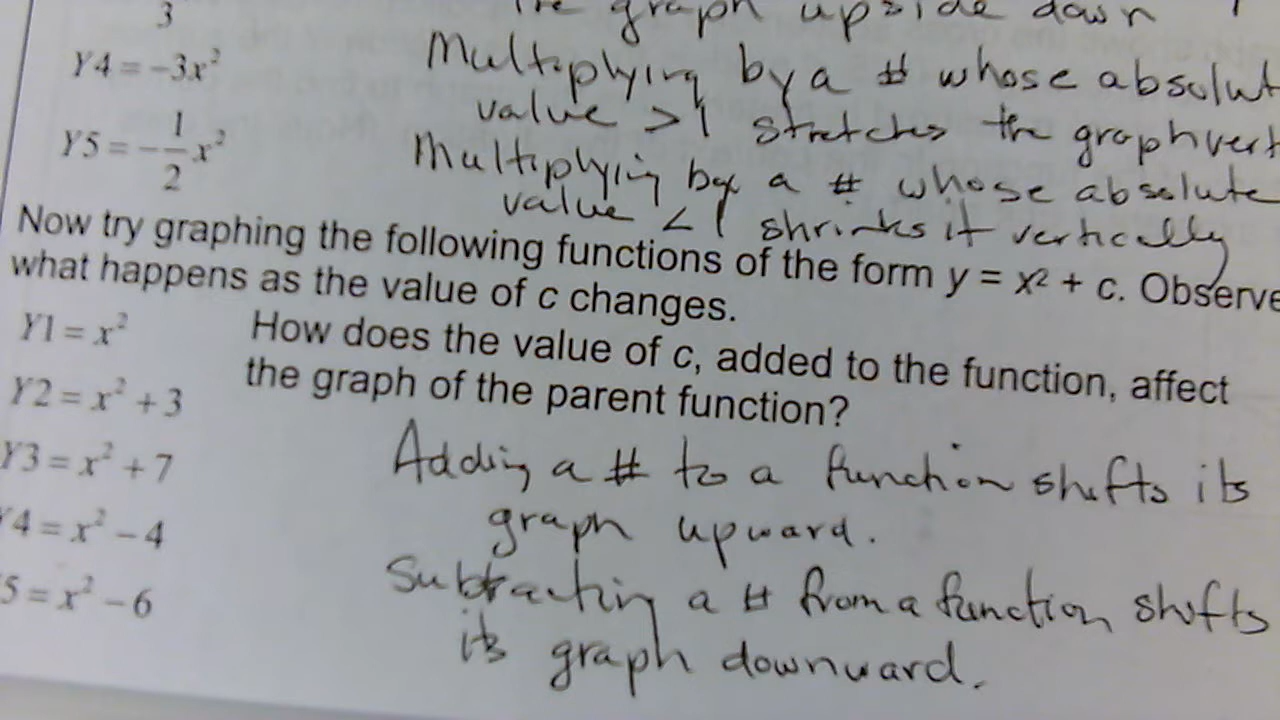 3
the graph upside down
Y4 = −3x²
Multiplying by a # whose absolut
value > 1 stretches the graph vert
Y5 = −1/2 x²
Multiplying by a # whose absolute
value < 1 shrinks it vertically
Now try graphing the following functions of the form y = x² + c. Observe
what happens as the value of c changes.
Y1 = x²
How does the value of c, added to the function, affect
the graph of the parent function?
Y2 = x² + 3
Y3 = x² + 7
Adding a # to a function shifts its
graph upward.
Y4 = x² − 4
Subtracting a # from a function shifts
its graph downward.
5 = x² − 6